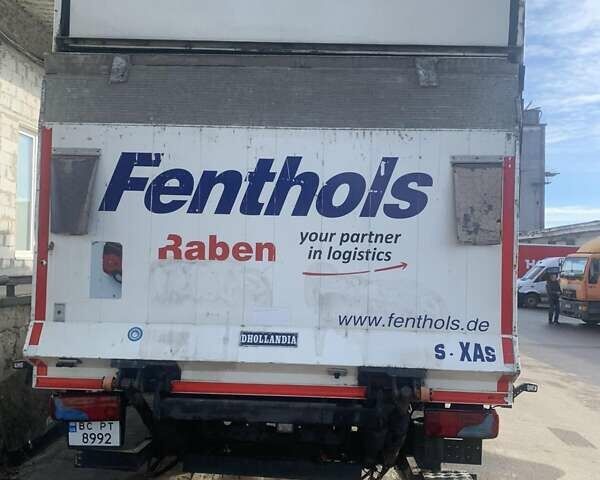 Fenthols
Raben
your partner
in logistics
www.fenthols.de
DHOLLANDIA
S·XAS
BC PT
8992